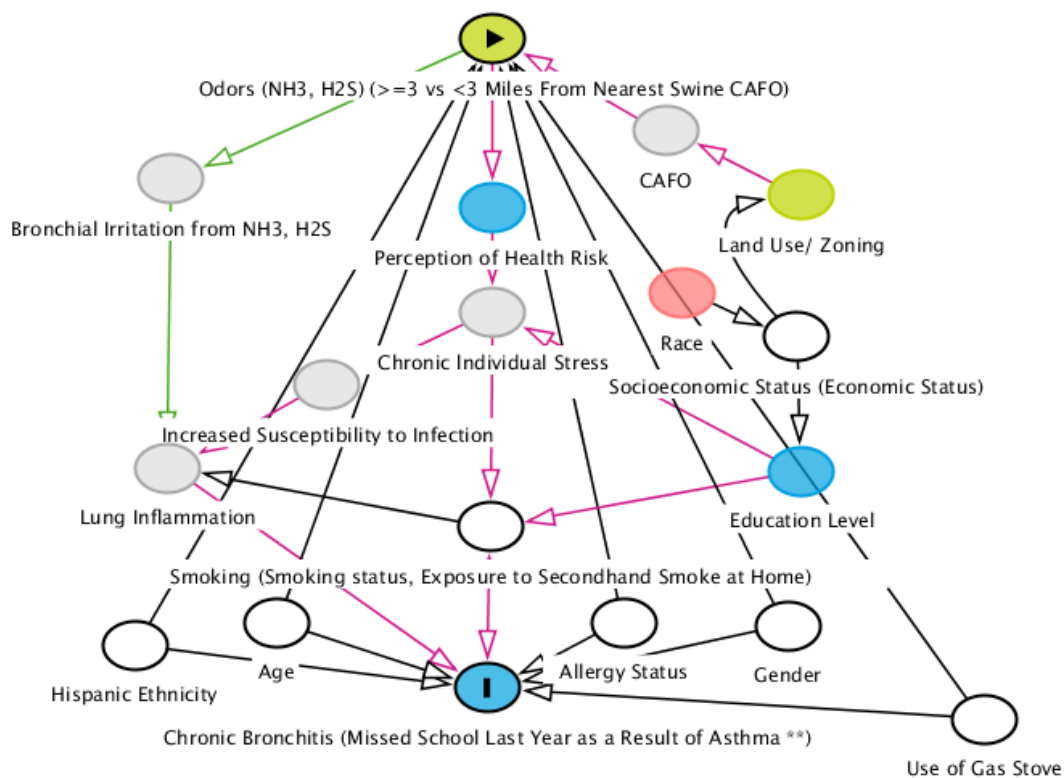 Odors (NH3, H2S) (>=3 vs <3 Miles From Nearest Swine CAFO)
CAFO
Bronchial Irritation from NH3, H2S
Land Use/ Zoning
Perception of Health Risk
Race
Chronic Individual Stress
Socioeconomic Status (Economic Status)
Increased Susceptibility to Infection
Lung Inflammation
Education Level
Smoking (Smoking status, Exposure to Secondhand Smoke at Home)
Age
Allergy Status
Gender
Hispanic Ethnicity
Chronic Bronchitis (Missed School Last Year as a Result of Asthma **)
Use of Gas Stove